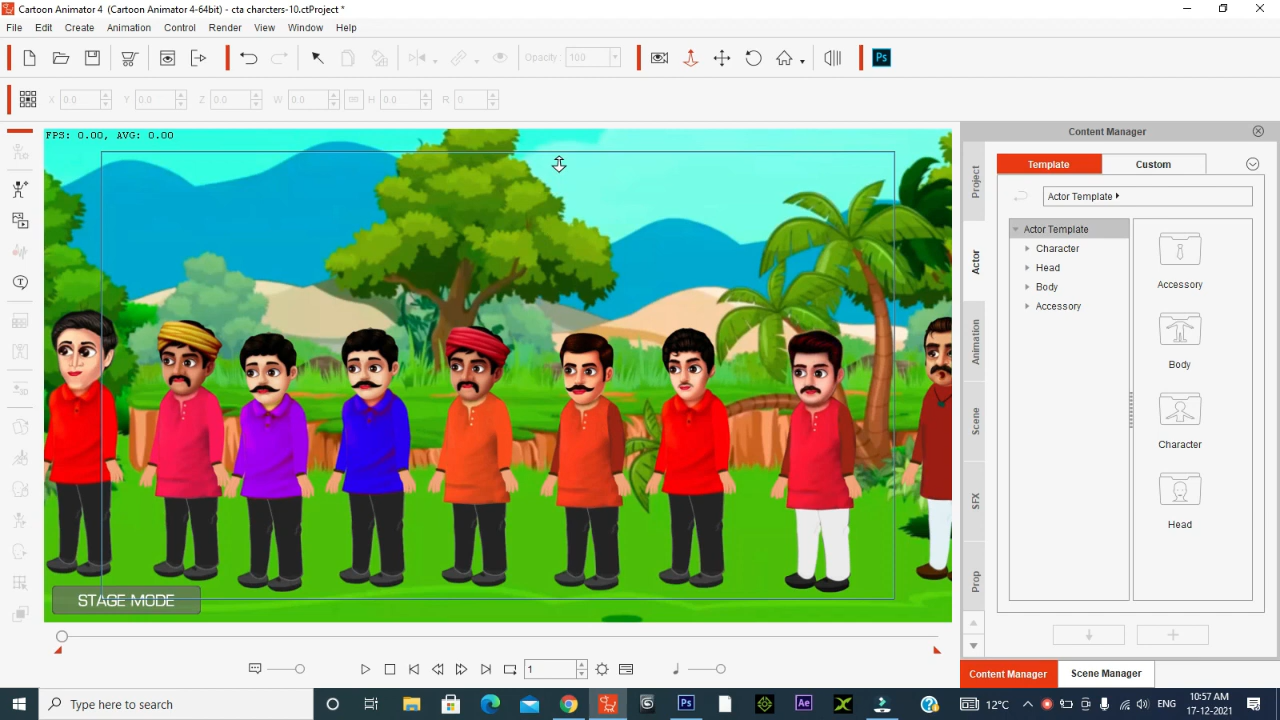 Cartoon Animator 4 (Cartoon Animator 4-64bit) - cta charcters-10.ctProject *
File Edit Create Animation Control Render View Window Help
Opacity : 100
Ps
X 0.0 Y 0.0 Z 0.0 W 0.0 H 0.0 R 0
FPS: 0.00, AVG: 0.00
STAGE MODE
Content Manager
Template Custom
Actor Template
Project
Actor
Animation
Scene
SFX
Prop
Actor Template
Character
Head
Body
Accessory
Accessory
Body
Character
Head
1
Content Manager Scene Manager
Type here to search
Ps
Ae
12°C
ENG
10:57 AM
17-12-2021